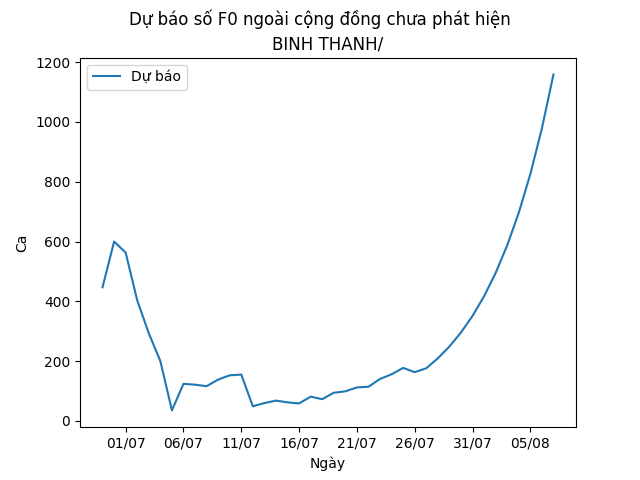 Dự báo số F0 ngoài cộng đồng chưa phát hiện
BINH THANH/
Dự báo
1200
1000
800
600
400
200
0
Ca
01/07 06/07 11/07 16/07 21/07 26/07 31/07 05/08
Ngày